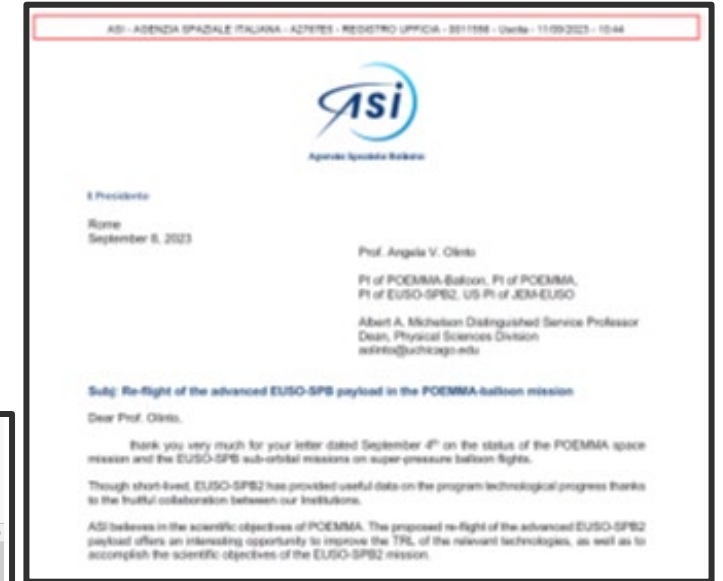 ASI - AGENZIA SPAZIALE ITALIANA - REGISTRO UFFICIA - Uscita - 11/09/2023 - 10:44
ASI
Agenzia Spaziale Italiana
Il Presidente
Rome
September 8, 2023
Prof. Angela V. Olinto
PI of POEMMA-Balloon, PI of POEMMA,
PI of EUSO-SPB2, US PI of JEM-EUSO
Albert A. Michelson Distinguished Service Professor
Dean, Physical Sciences Division
aolinto@uchicago.edu
Subj: Re-flight of the advanced EUSO-SPB payload in the POEMMA-balloon mission
Dear Prof. Olinto,
thank you very much for your letter dated September 4th on the status of the POEMMA space
mission and the EUSO-SPB sub-orbital missions on super-pressure balloon flights.
Though short-lived, EUSO-SPB2 has provided useful data on the program technological progress thanks
to the fruitful collaboration between our Institutions.
ASI believes in the scientific objectives of POEMMA. The proposed re-flight of the advanced EUSO-SPB2
payload offers an interesting opportunity to improve the TRL of the relevant technologies, as well as to
accomplish the scientific objectives of the EUSO-SPB2 mission.